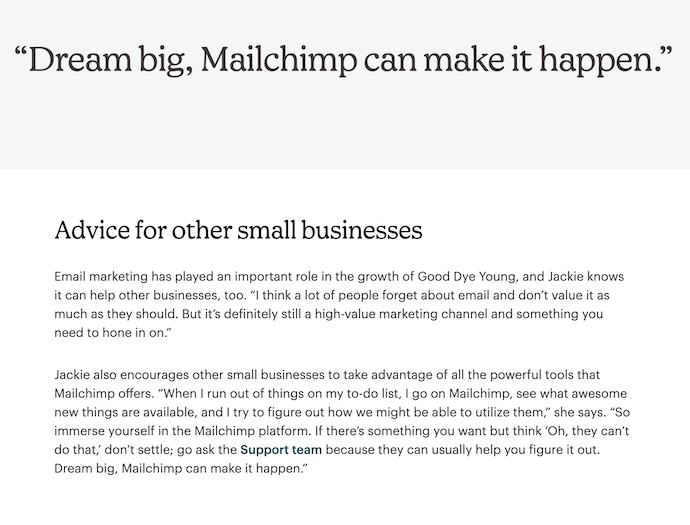 “Dream big, Mailchimp can make it happen.”
Advice for other small businesses
Email marketing has played an important role in the growth of Good Dye Young, and Jackie knows
it can help other businesses, too. “I think a lot of people forget about email and don’t value it as
much as they should. But it’s definitely still a high-value marketing channel and something you
need to hone in on.”
Jackie also encourages other small businesses to take advantage of all the powerful tools that
Mailchimp offers. “When I run out of things on my to-do list, I go on Mailchimp, see what awesome
new things are available, and I try to figure out how we might be able to utilize them,” she says. “So
immerse yourself in the Mailchimp platform. If there’s something you want but think ‘Oh, they can’t
do that,’ don’t settle; go ask the Support team because they can usually help you figure it out.
Dream big, Mailchimp can make it happen.”